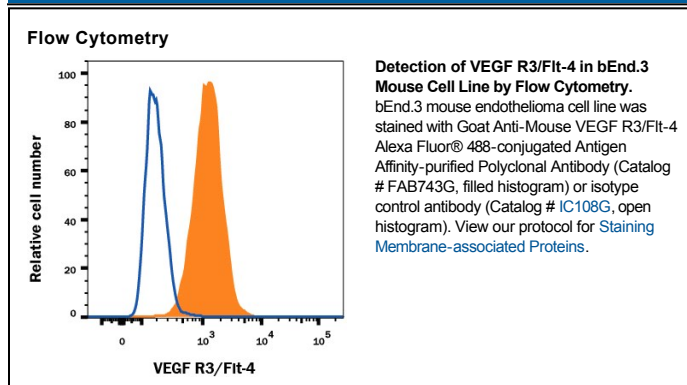 Flow Cytometry
100
80
60
40
20
0
Relative cell number
0 10³ 10⁴ 10⁵
VEGF R3/Flt-4
Detection of VEGF R3/Flt-4 in bEnd.3
Mouse Cell Line by Flow Cytometry.
bEnd.3 mouse endothelioma cell line was
stained with Goat Anti-Mouse VEGF R3/Flt-4
Alexa Fluor® 488-conjugated Antigen
Affinity-purified Polyclonal Antibody (Catalog
# FAB743G, filled histogram) or isotype
control antibody (Catalog # IC108G, open
histogram). View our protocol for Staining
Membrane-associated Proteins.